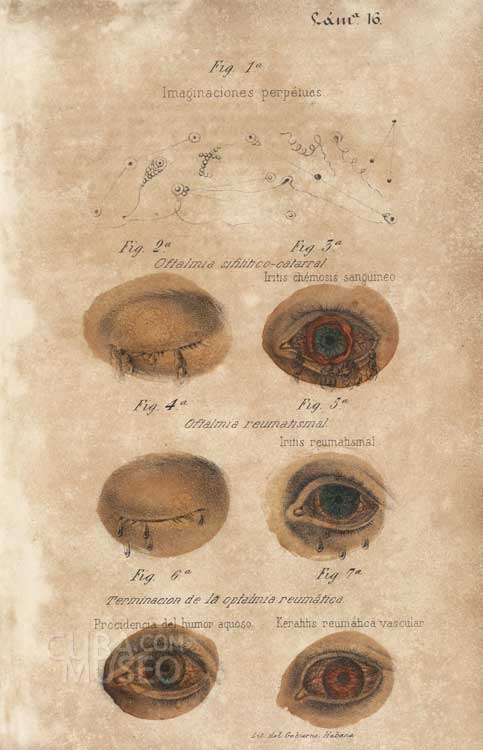 Lám.ª 16.
Fig. 1ª
Imaginaciones perpétuas.
Fig. 2ª Fig. 3ª
Oftalmia sifilitico-catarral.
Iritis chémosis sanguineo
Fig. 4ª Fig. 5ª
Oftalmia reumatismal.
Iritis reumatismal.
Fig. 6ª Fig. 7ª
Terminacion de la oftalmia reumática.
Procidencia del humor aquoso. Keratitis reumática vascular
CUBA.COM
MUSEO
Lit. del Gobierno. Habana